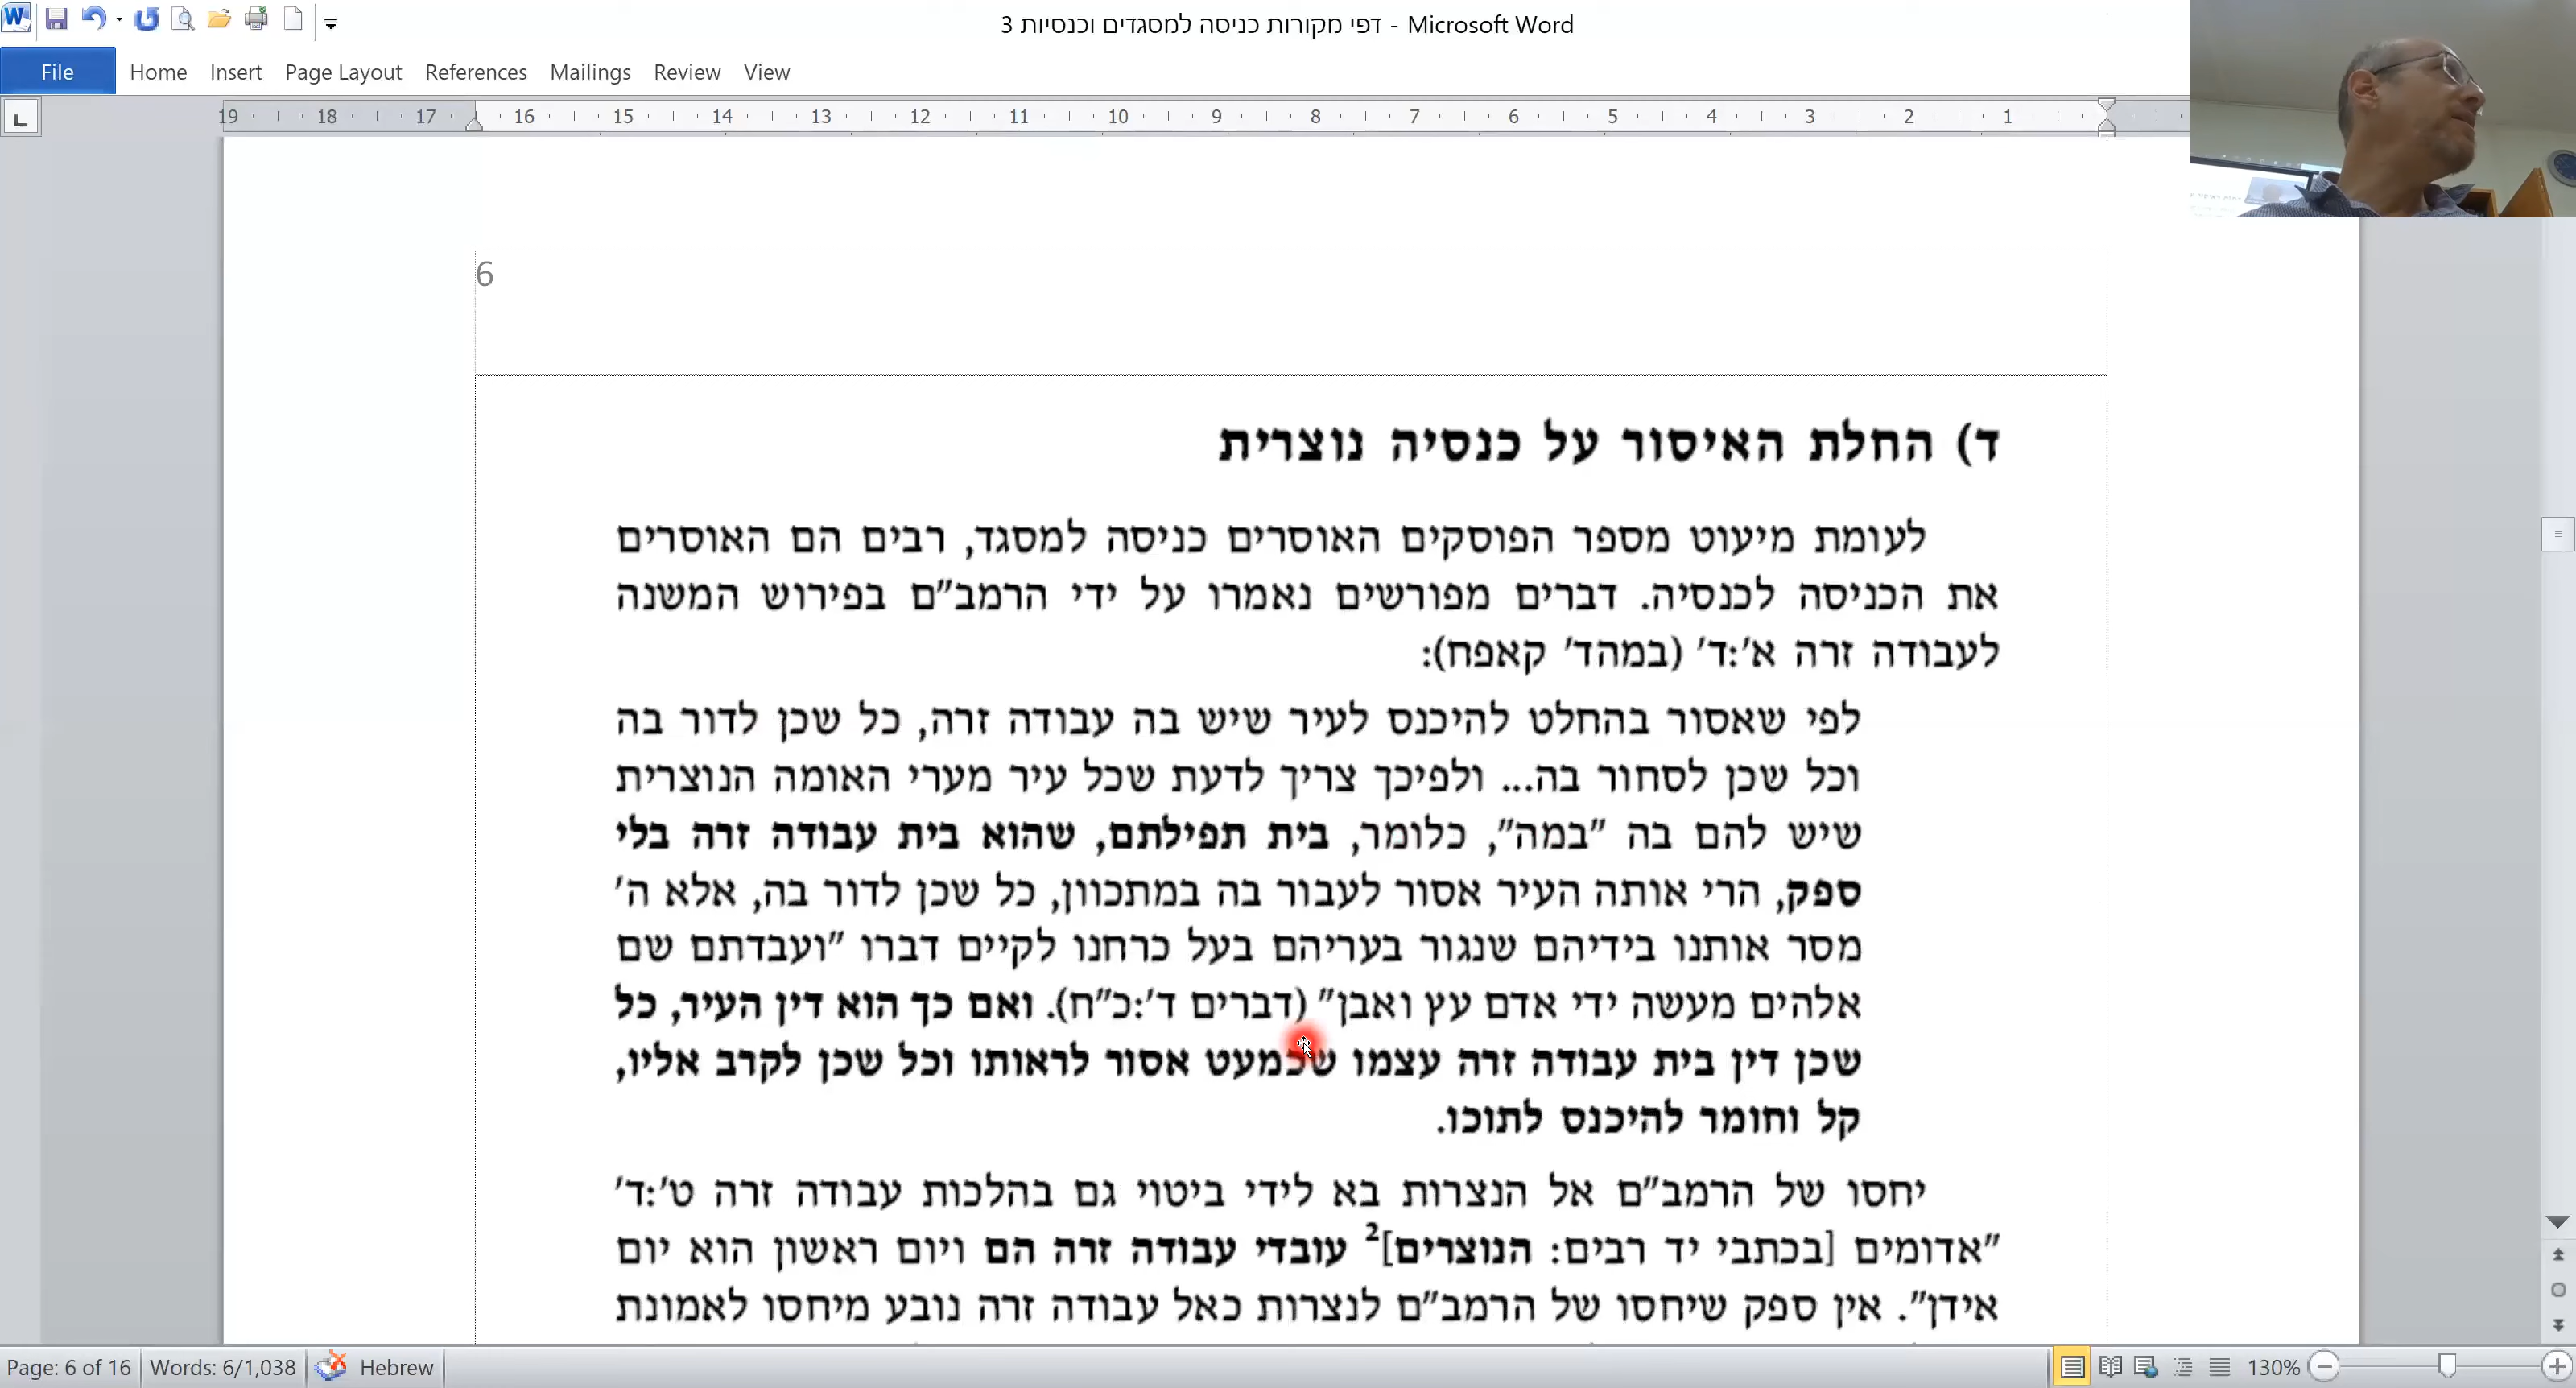 דפי מקורות כניסה למסגדים וכנסיות 3 - Microsoft Word
File Home Insert Page Layout References Mailings Review View
19 18 17 16 15 14 13 12 11 10 9 8 7 6 5 4 3 2 1
6
ד) החלת האיסור על כנסיה נוצרית
לעומת מיעוט מספר הפוסקים האוסרים כניסה למסגד, רבים הם האוסרים
את הכניסה לכנסיה. דברים מפורשים נאמרו על ידי הרמב"ם בפירוש המשנה
לעבודה זרה א':ד' (במהד' קאפח):
לפי שאסור בהחלט להיכנס לעיר שיש בה עבודה זרה, כל שכן לדור בה
וכל שכן לסחור בה... ולפיכך צריך לדעת שכל עיר מערי האומה הנוצרית
שיש להם בה "במה", כלומר, בית תפילתם, שהוא בית עבודה זרה בלי
ספק, הרי אותה העיר אסור לעבור בה במתכוון, כל שכן לדור בה, אלא ה'
מסר אותנו בידיהם שנגור בעריהם בעל כרחנו לקיים דברו "ועבדתם שם
אלהים מעשה ידי אדם עץ ואבן" (דברים ד':כ"ח). ואם כך הוא דין העיר, כל
שכן דין בית עבודה זרה עצמו שכמעט אסור לראותו וכל שכן לקרב אליו,
קל וחומר להיכנס לתוכו.
יחסו של הרמב"ם אל הנצרות בא לידי ביטוי גם בהלכות עבודה זרה ט':ד'
"אדומים [בכתבי יד רבים: הנוצרים]2 עובדי עבודה זרה הם ויום ראשון הוא יום
אידן". אין ספק שיחסו של הרמב"ם לנצרות כאל עבודה זרה נובע מיחסו לאמונת
Page: 6 of 16 Words: 6/1,038 Hebrew 130%